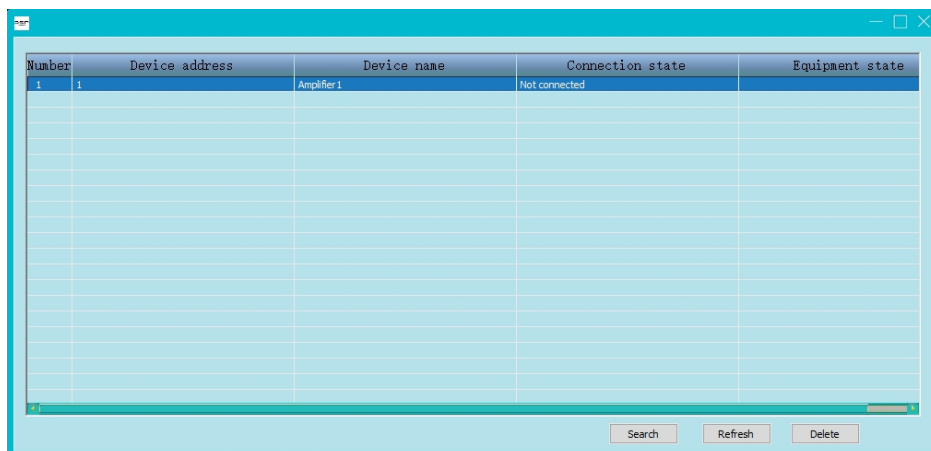 Number Device address Device name Connection state Equipment state
1 1 Amplifier1 Not connected
Search Refresh Delete